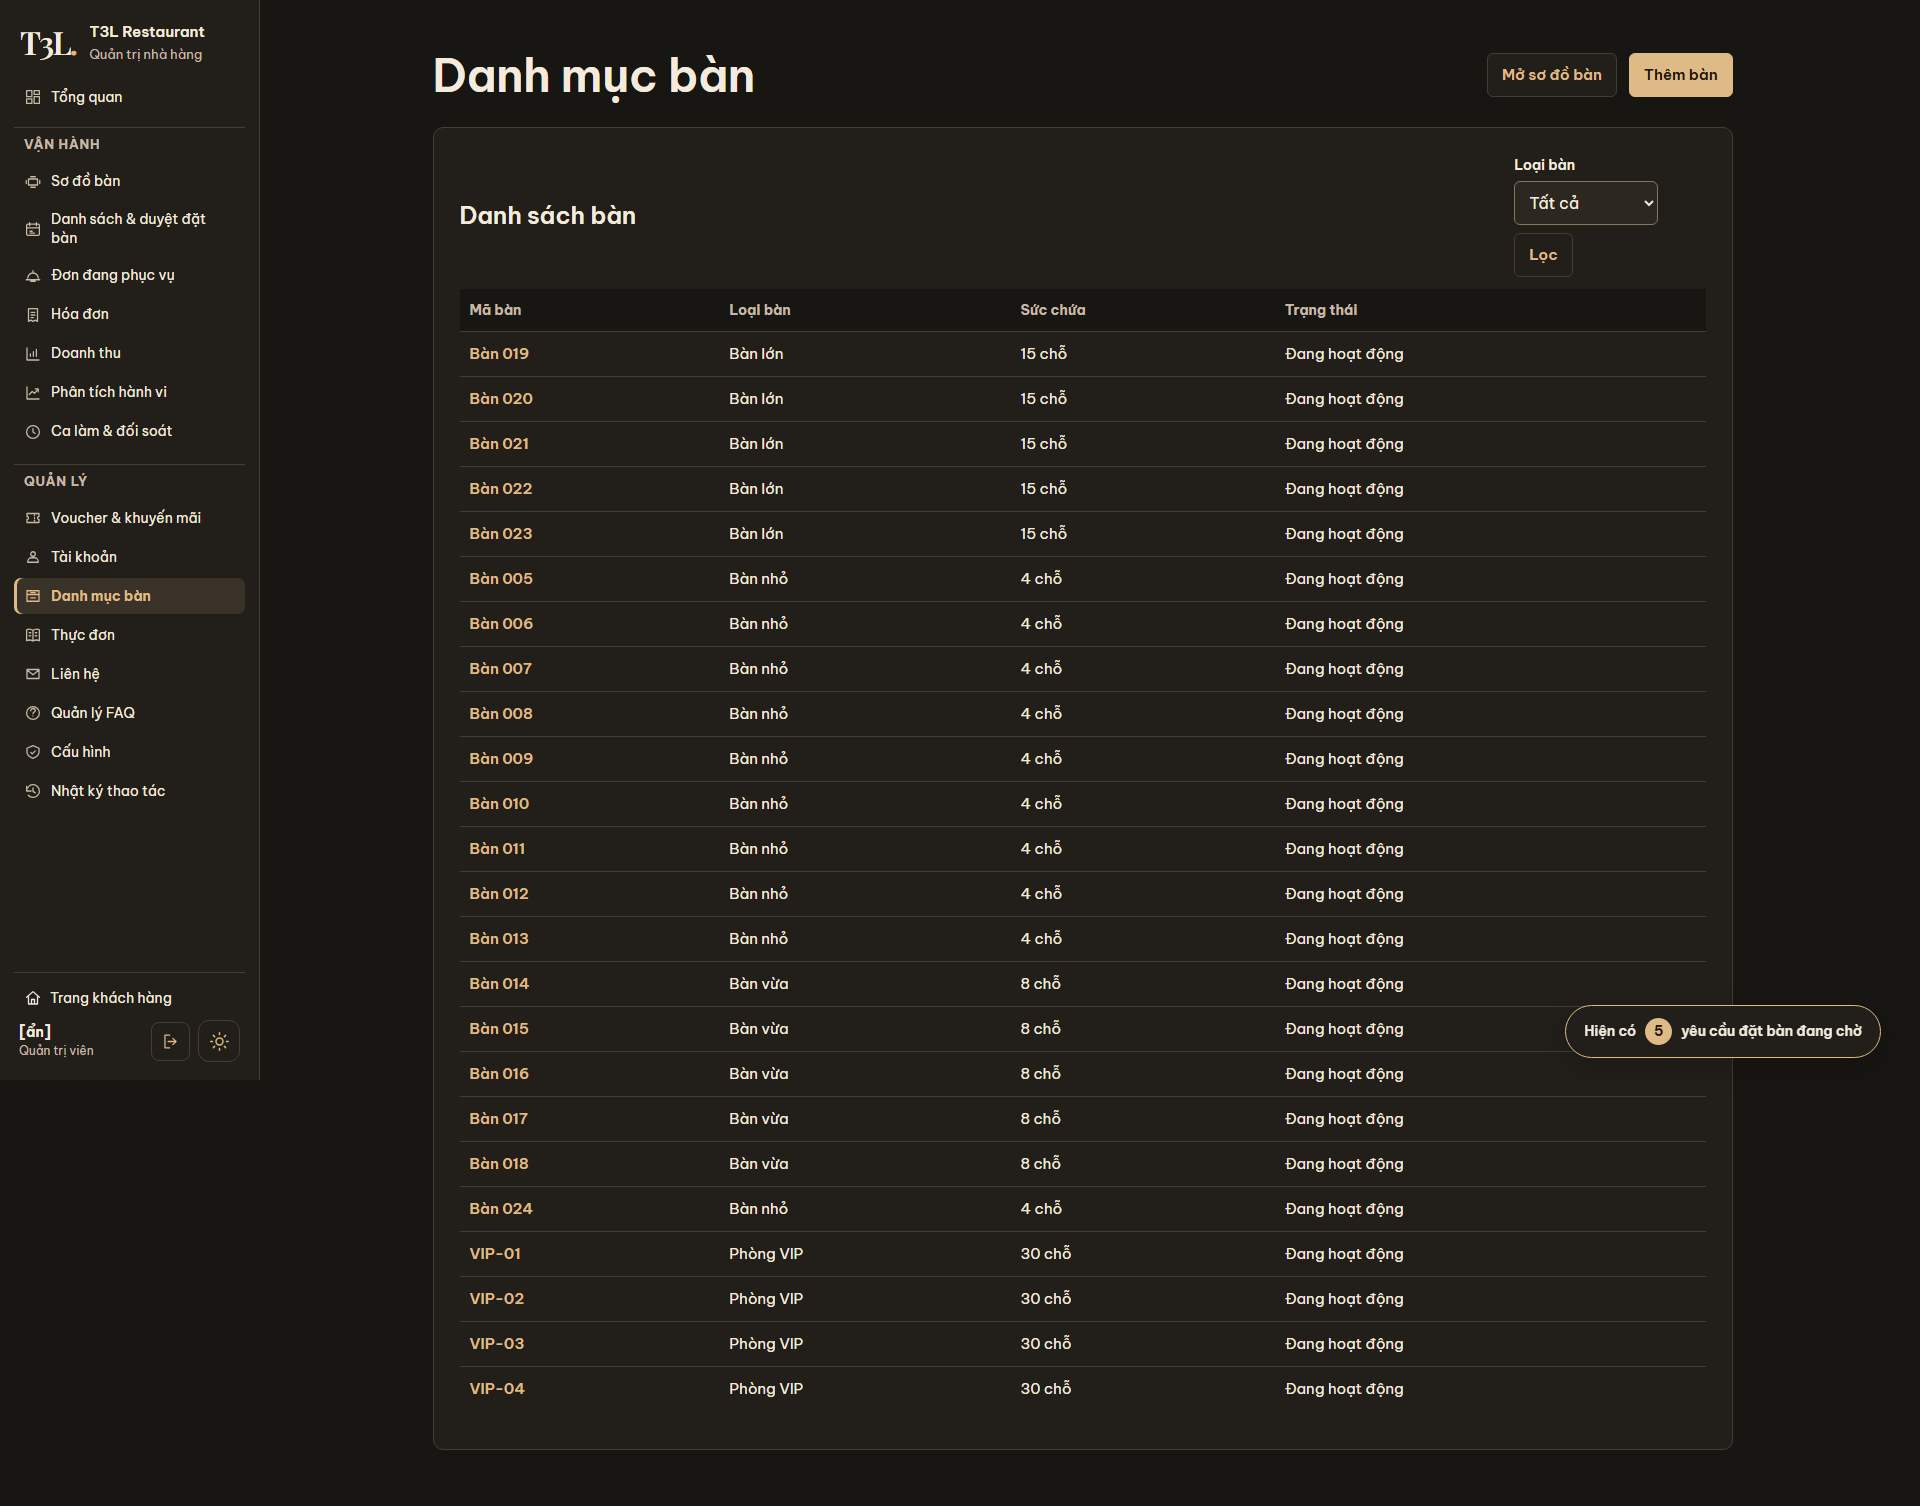 T3L.
T3L Restaurant
Quản trị nhà hàng
Tổng quan
VẬN HÀNH
Sơ đồ bàn
Danh sách & duyệt đặt
bàn
Đơn đang phục vụ
Hóa đơn
Doanh thu
Phân tích hành vi
Ca làm & đối soát
QUẢN LÝ
Voucher & khuyến mãi
Tài khoản
Danh mục bàn
Thực đơn
Liên hệ
Quản lý FAQ
Cấu hình
Nhật ký thao tác
Trang khách hàng
[ẩn]
Quản trị viên
Danh mục bàn
Mở sơ đồ bàn
Thêm bàn
Danh sách bàn
Loại bàn
Tất cả
Lọc
Mã bàn Loại bàn Sức chứa Trạng thái
Bàn 019 Bàn lớn 15 chỗ Đang hoạt động
Bàn 020 Bàn lớn 15 chỗ Đang hoạt động
Bàn 021 Bàn lớn 15 chỗ Đang hoạt động
Bàn 022 Bàn lớn 15 chỗ Đang hoạt động
Bàn 023 Bàn lớn 15 chỗ Đang hoạt động
Bàn 005 Bàn nhỏ 4 chỗ Đang hoạt động
Bàn 006 Bàn nhỏ 4 chỗ Đang hoạt động
Bàn 007 Bàn nhỏ 4 chỗ Đang hoạt động
Bàn 008 Bàn nhỏ 4 chỗ Đang hoạt động
Bàn 009 Bàn nhỏ 4 chỗ Đang hoạt động
Bàn 010 Bàn nhỏ 4 chỗ Đang hoạt động
Bàn 011 Bàn nhỏ 4 chỗ Đang hoạt động
Bàn 012 Bàn nhỏ 4 chỗ Đang hoạt động
Bàn 013 Bàn nhỏ 4 chỗ Đang hoạt động
Bàn 014 Bàn vừa 8 chỗ Đang hoạt động
Bàn 015 Bàn vừa 8 chỗ Đang hoạt động
Hiện có 5 yêu cầu đặt bàn đang chờ
Bàn 016 Bàn vừa 8 chỗ Đang hoạt động
Bàn 017 Bàn vừa 8 chỗ Đang hoạt động
Bàn 018 Bàn vừa 8 chỗ Đang hoạt động
Bàn 024 Bàn nhỏ 4 chỗ Đang hoạt động
VIP-01 Phòng VIP 30 chỗ Đang hoạt động
VIP-02 Phòng VIP 30 chỗ Đang hoạt động
VIP-03 Phòng VIP 30 chỗ Đang hoạt động
VIP-04 Phòng VIP 30 chỗ Đang hoạt động